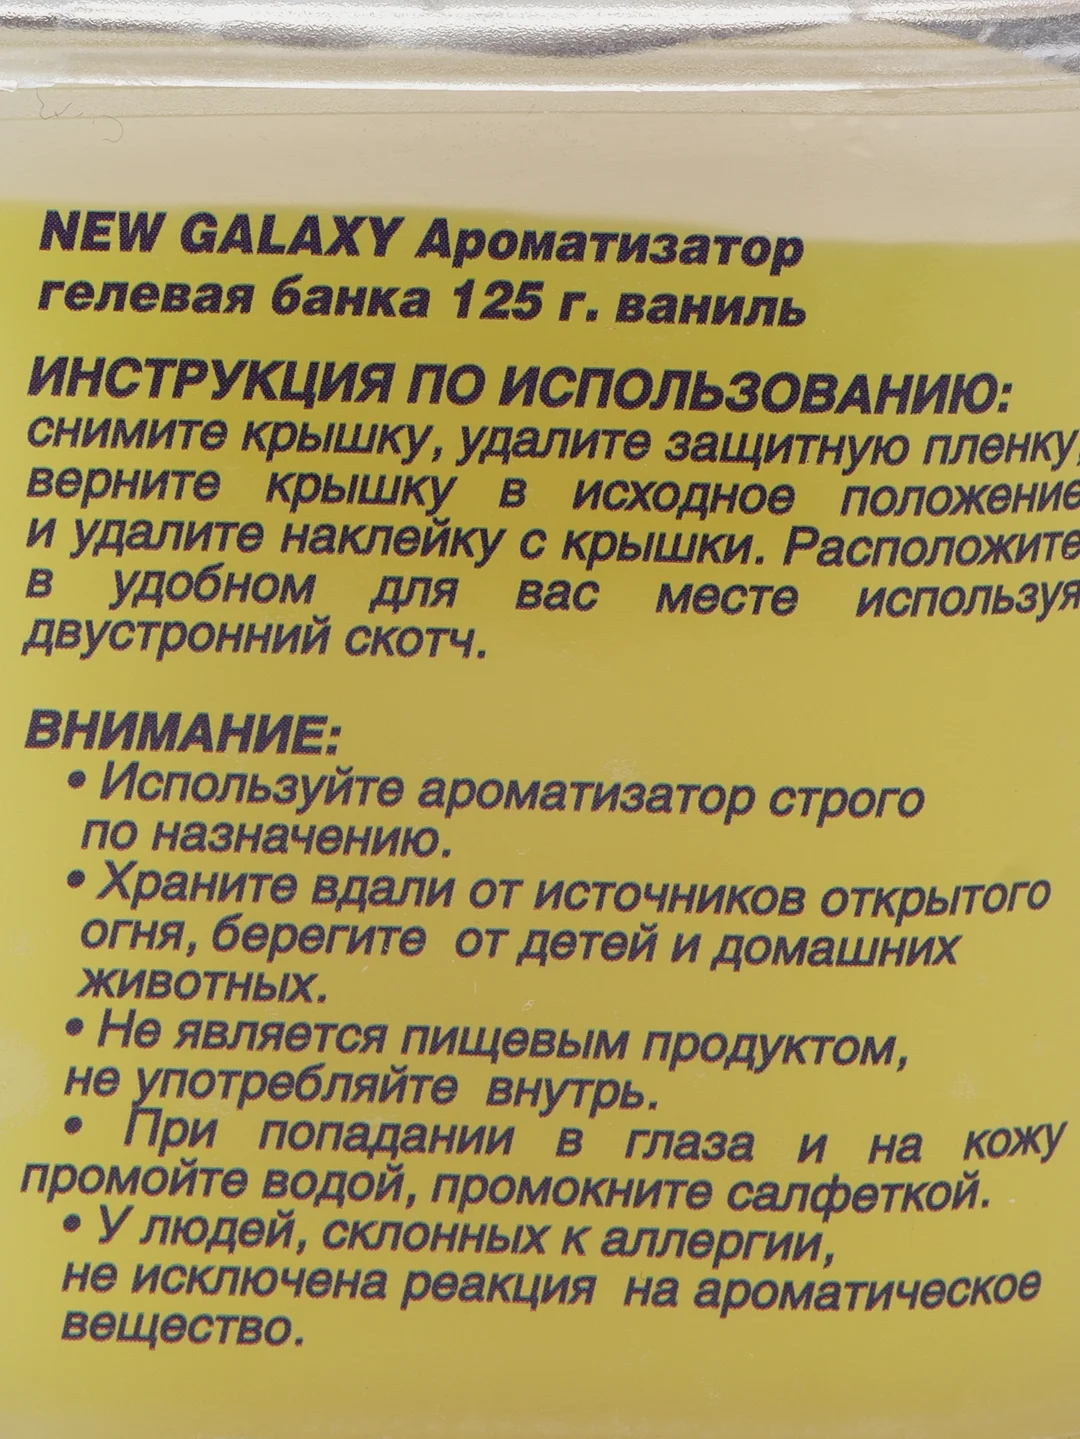 NEW GALAXY Ароматизатор
гелевая банка 125 г. ваниль
ИНСТРУКЦИЯ ПО ИСПОЛЬЗОВАНИЮ:
снимите крышку, удалите защитную пленку,
верните крышку в исходное положение
и удалите наклейку с крышки. Расположите
в удобном для вас месте используя
двустронний скотч.
ВНИМАНИЕ:
• Используйте ароматизатор строго
по назначению.
• Храните вдали от источников открытого
огня, берегите от детей и домашних
животных.
• Не является пищевым продуктом,
не употребляйте внутрь.
• При попадании в глаза и на кожу
промойте водой, промокните салфеткой.
• У людей, склонных к аллергии,
не исключена реакция на ароматическое
вещество.